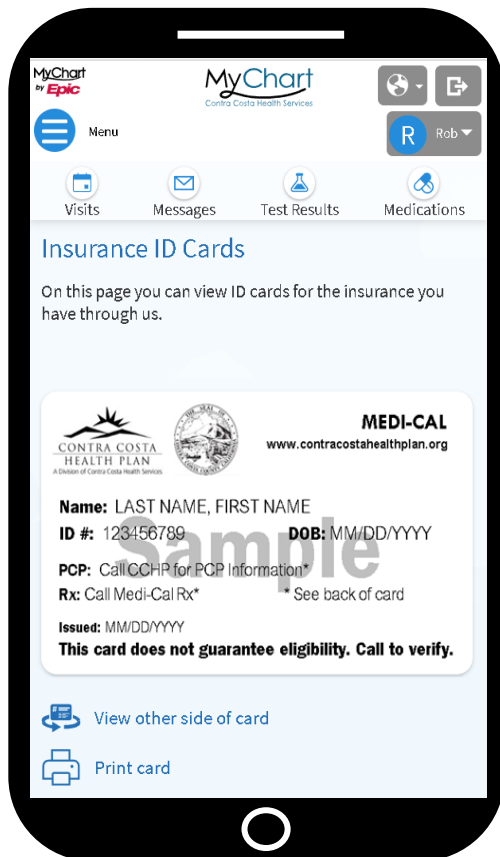 MyChart
by Epic
MyChart
Contra Costa Health Services
Menu
R Rob
Visits Messages Test Results Medications
Insurance ID Cards
On this page you can view ID cards for the insurance you
have through us.
CONTRA COSTA
HEALTH PLAN
A Division of Contra Costa Health Services
MEDI-CAL
www.contracostahealthplan.org
Name: LAST NAME, FIRST NAME
ID #: 123456789 DOB: MM/DD/YYYY
Sample
PCP: Call CCHP for PCP Information*
Rx: Call Medi-Cal Rx* * See back of card
Issued: MM/DD/YYYY
This card does not guarantee eligibility. Call to verify.
View other side of card
Print card